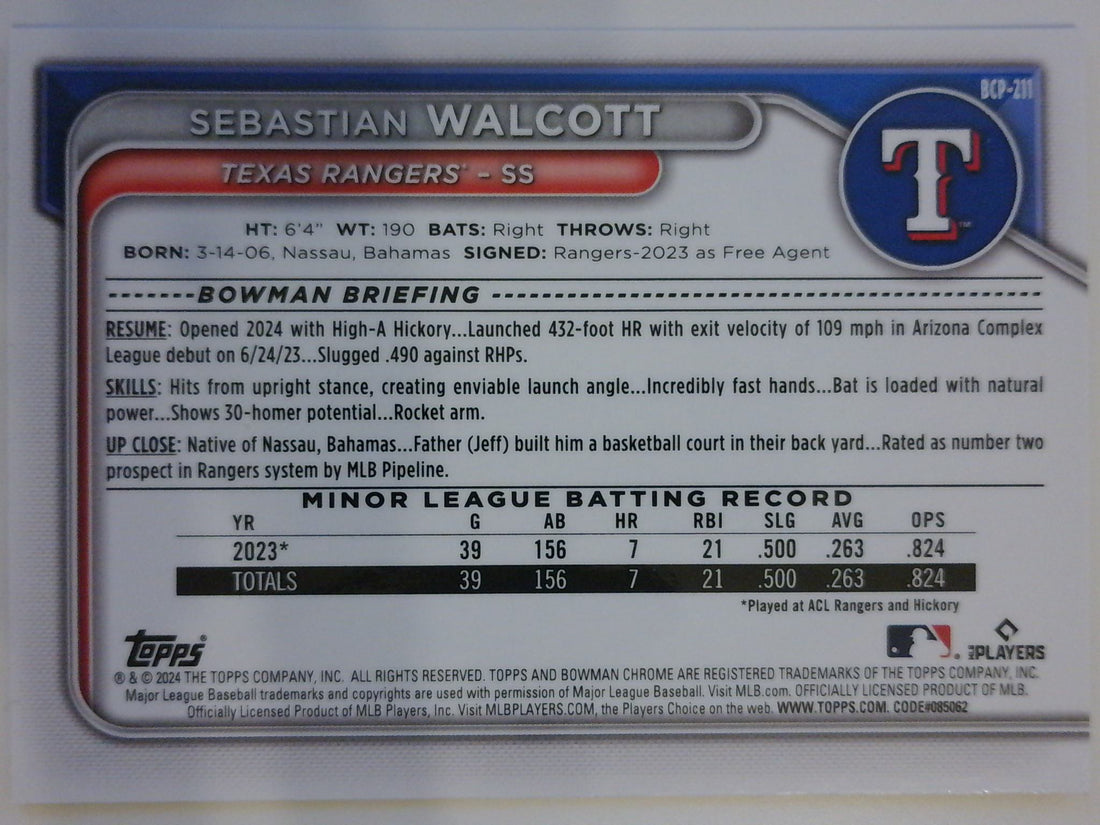 BCP-211
SEBASTIAN WALCOTT
TEXAS RANGERS - SS
T™
HT: 6'4" WT: 190 BATS: Right THROWS: Right
BORN: 3-14-06, Nassau, Bahamas SIGNED: Rangers-2023 as Free Agent
BOWMAN BRIEFING
RESUME: Opened 2024 with High-A Hickory...Launched 432-foot HR with exit velocity of 109 mph in Arizona Complex
League debut on 6/24/23...Slugged .490 against RHPs.
SKILLS: Hits from upright stance, creating enviable launch angle...Incredibly fast hands...Bat is loaded with natural
power...Shows 30-homer potential...Rocket arm.
UP CLOSE: Native of Nassau, Bahamas...Father (Jeff) built him a basketball court in their back yard...Rated as number two
prospect in Rangers system by MLB Pipeline.
MINOR LEAGUE BATTING RECORD
YR G AB HR RBI SLG AVG OPS
2023* 39 156 7 21 .500 .263 .824
TOTALS 39 156 7 21 .500 .263 .824
*Played at ACL Rangers and Hickory
Topps® MLB PLAYERS
® & © 2024 THE TOPPS COMPANY, INC. ALL RIGHTS RESERVED. TOPPS AND BOWMAN CHROME ARE REGISTERED TRADEMARKS OF THE TOPPS COMPANY, INC.
Major League Baseball trademarks and copyrights are used with permission of Major League Baseball. Visit MLB.com. OFFICIALLY LICENSED PRODUCT OF MLB.
Officially Licensed Product of MLB Players, Inc. Visit MLBPLAYERS.COM, the Players Choice on the web. WWW.TOPPS.COM. CODE#085062